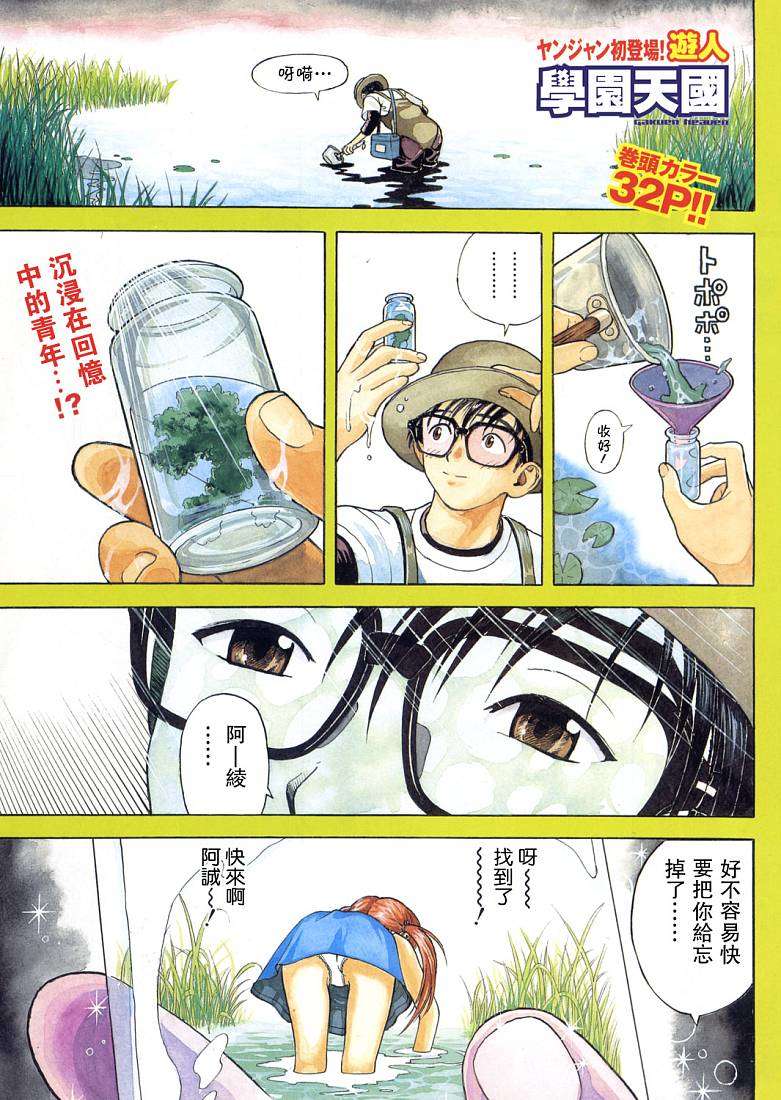 ヤンジャン初登場!遊人
學園天國
Gakuen heaven
巻頭カラー
32P!!
呀嗬…
トポポ…
收好!
………
………
沉浸在回憶
中的青年…!?
阿—綾
……
好不容易快
要把你給忘
掉了……
呀~
找到了
~~!
快來啊
阿誠~~!